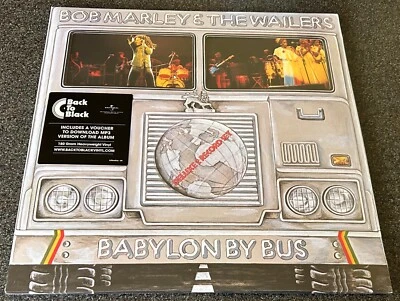 BOB MARLEY & THE WAILERS
Back
To
Black
INCLUDES A VOUCHER
TO DOWNLOAD MP3
VERSION OF THE ALBUM
180 Gram Heavyweight Vinyl
WWW.BACKTOBLACKVINYL.COM
BABYLON BY BUS